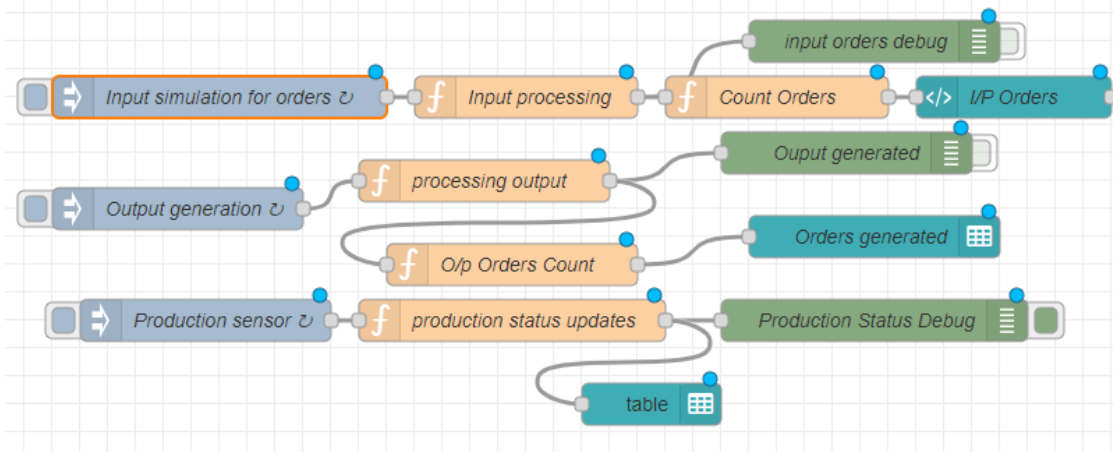 input orders debug
Input simulation for orders ↻
Input processing
Count Orders
</> I/P Orders
Ouput generated
processing output
Output generation ↻
Orders generated
O/p Orders Count
Production sensor ↻
production status updates
Production Status Debug
table